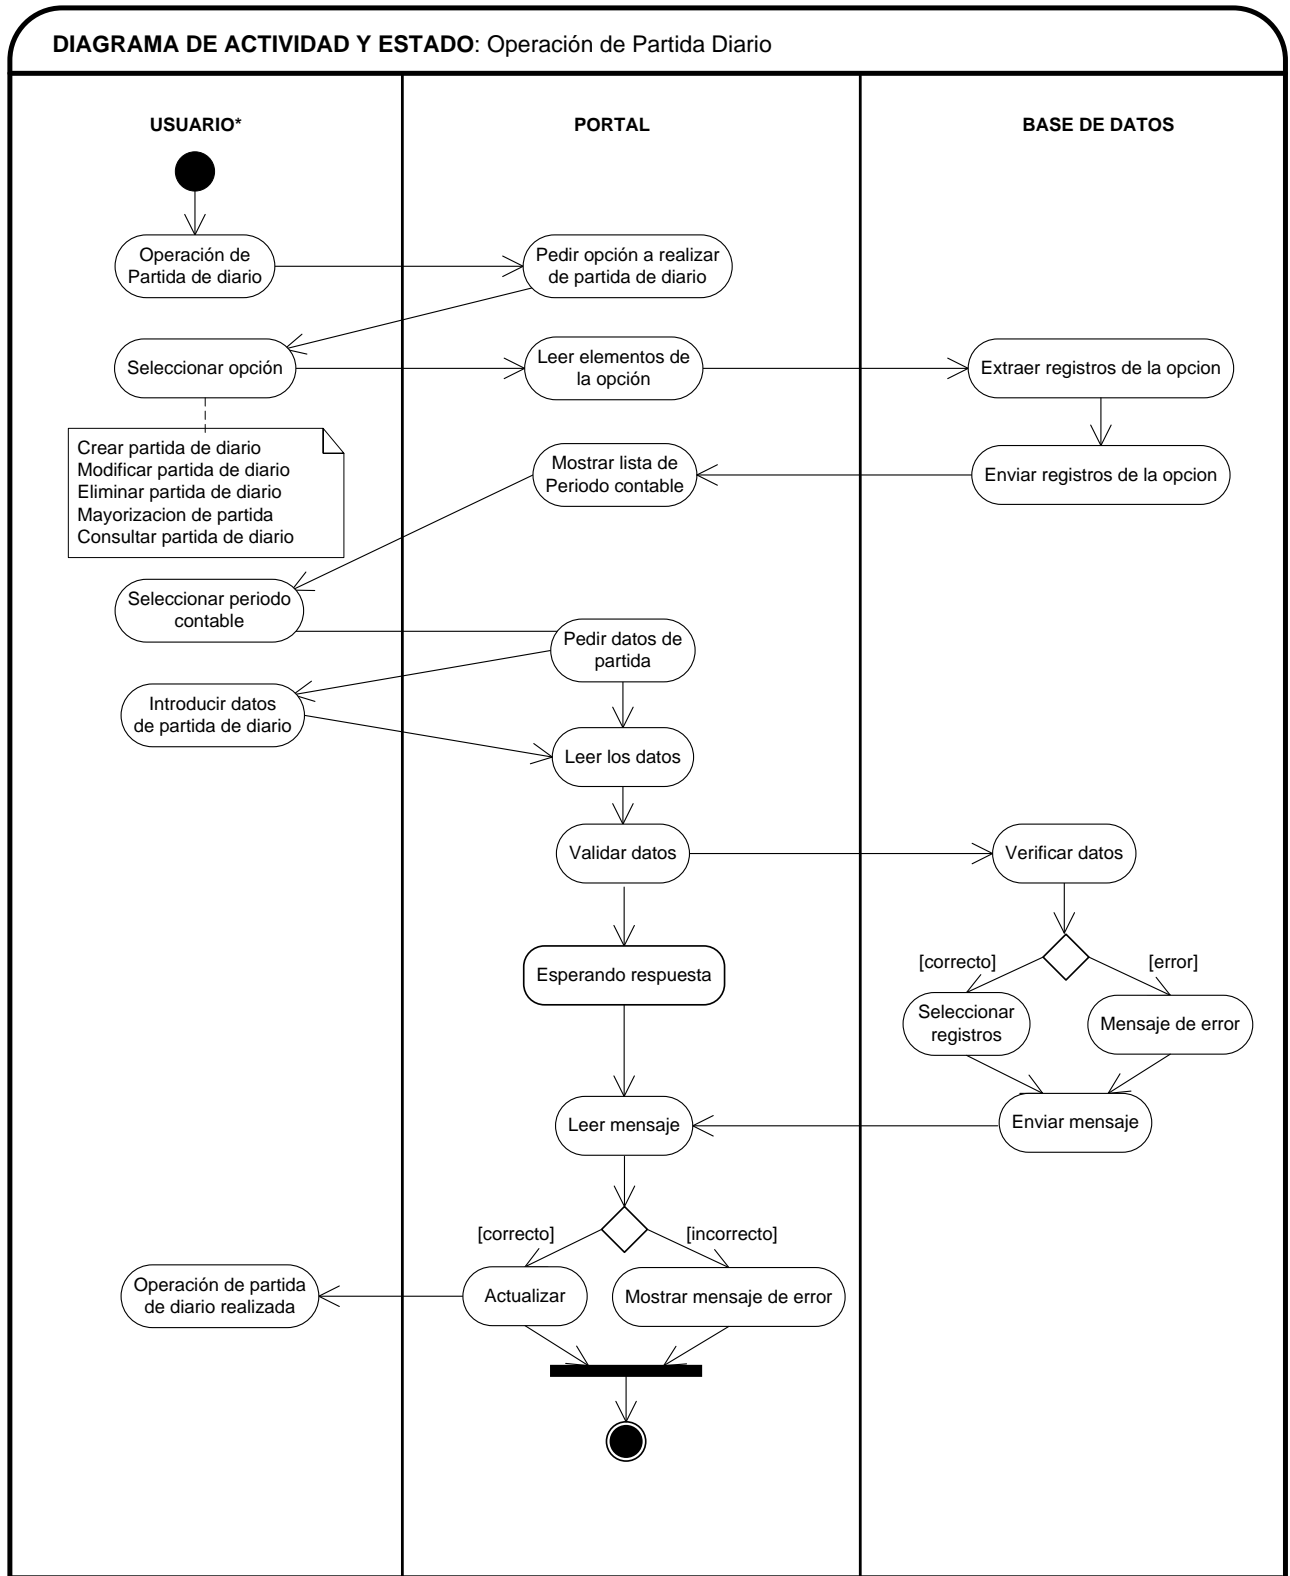 DIAGRAMA DE ACTIVIDAD Y ESTADO: Operación de Partida Diario
USUARIO*
PORTAL
BASE DE DATOS
Operación de
Partida de diario
Pedir opción a realizar
de partida de diario
Seleccionar opción
Leer elementos de
la opción
Extraer registros de la opcion
Crear partida de diario
Modificar partida de diario
Eliminar partida de diario
Mayorizacion de partida
Consultar partida de diario
Mostrar lista de
Periodo contable
Enviar registros de la opcion
Seleccionar periodo
contable
Pedir datos de
partida
Introducir datos
de partida de diario
Leer los datos
Validar datos
Verificar datos
[correcto]
[error]
Esperando respuesta
Seleccionar
registros
Mensaje de error
Leer mensaje
Enviar mensaje
[correcto]
[incorrecto]
Operación de partida
de diario realizada
Actualizar
Mostrar mensaje de error